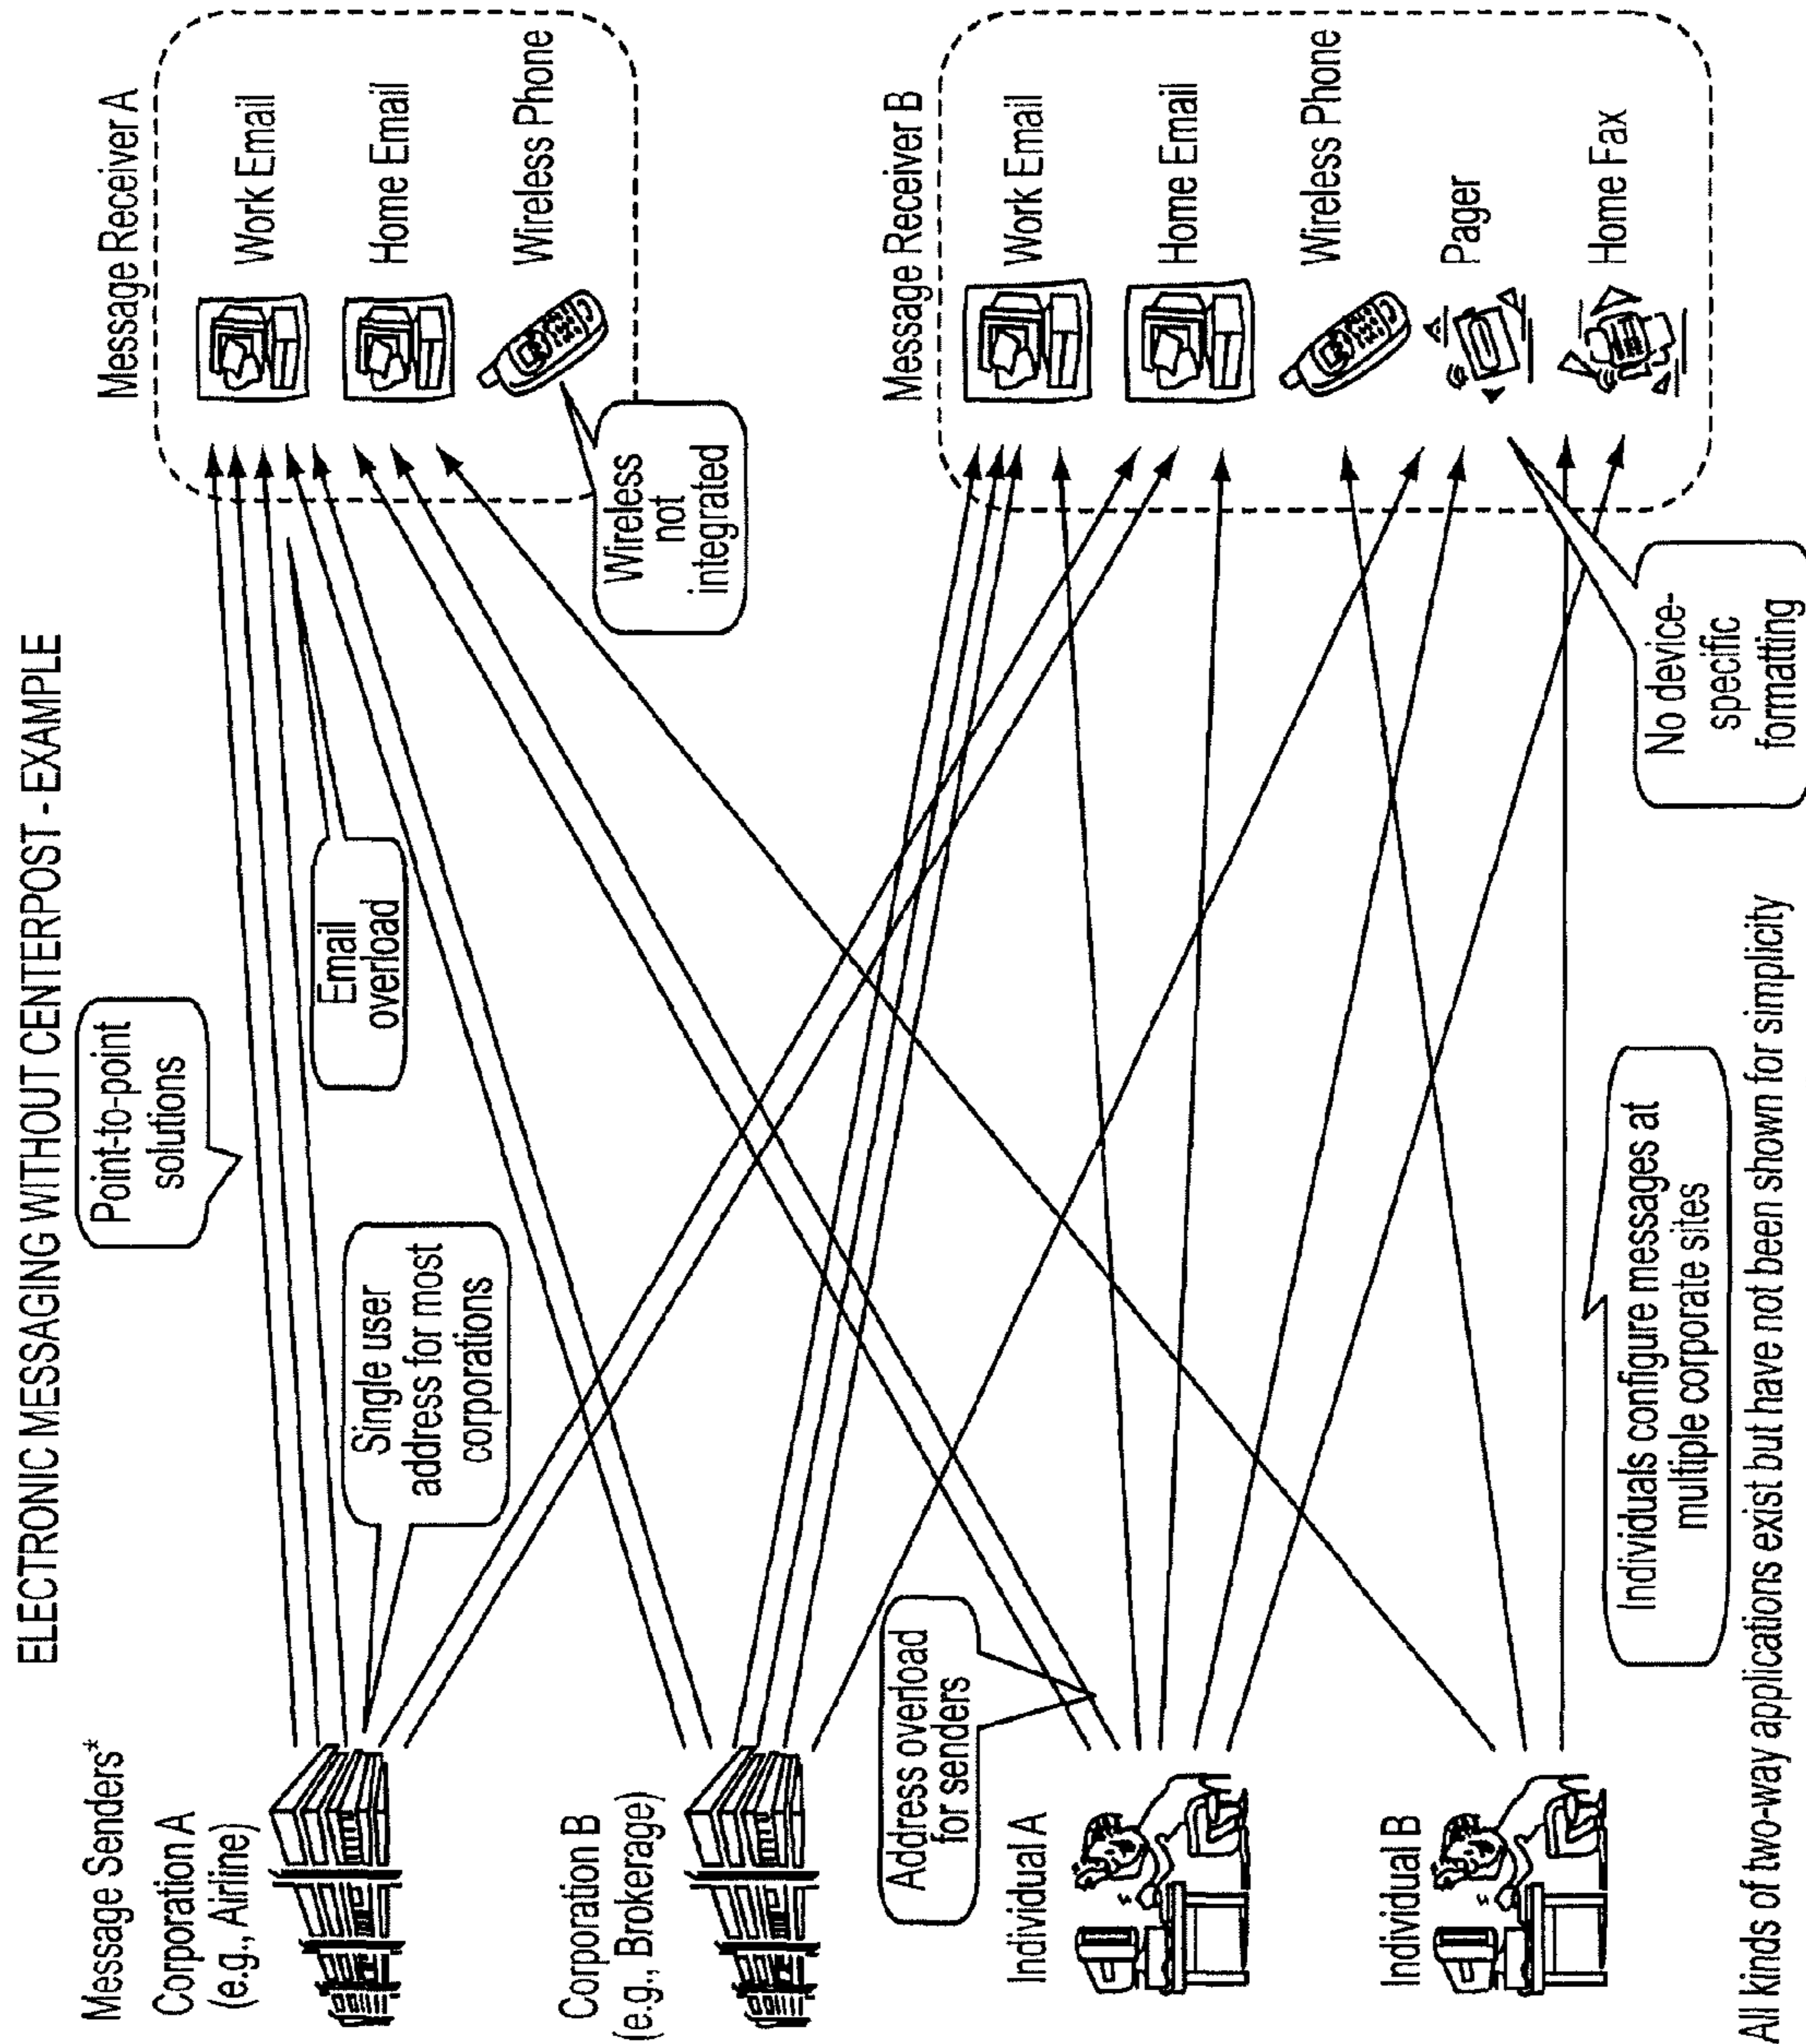 ELECTRONIC MESSAGING WITHOUT CENTERPOST - EXAMPLE
Message Senders*
Corporation A
(e.g., Airline)
Corporation B
(e.g., Brokerage)
Individual A
Individual B
Point-to-point
solutions
Single user
address for most
corporations
Email
overload
Address overload
for senders
Individuals configure messages at
multiple corporate sites
Message Receiver A
Work Email
Home Email
Wireless Phone
Wireless
not
integrated
Message Receiver B
Work Email
Home Email
Wireless Phone
Pager
Home Fax
No device-
specific
formatting
All kinds of two-way applications exist but have not been shown for simplicity